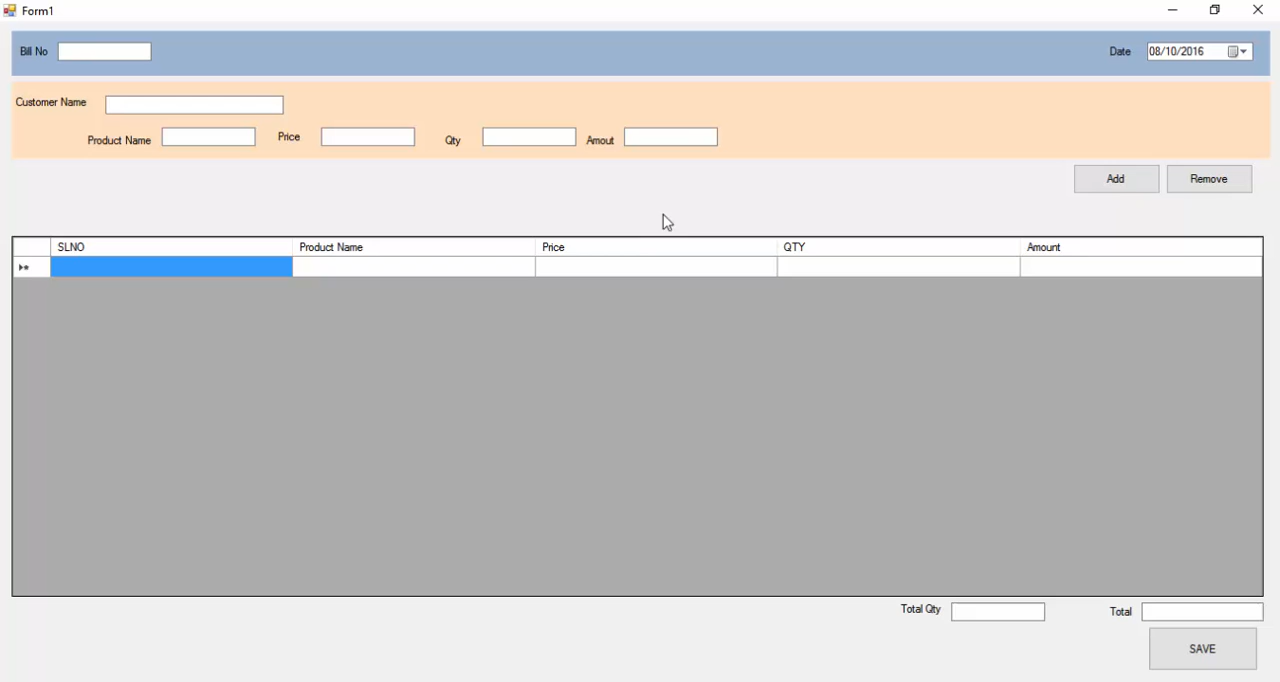 Form1
Bill No
Date 08/10/2016
Customer Name
Product Name Price Qty Amout
Add Remove
SLNO Product Name Price QTY Amount
Total Qty Total
SAVE